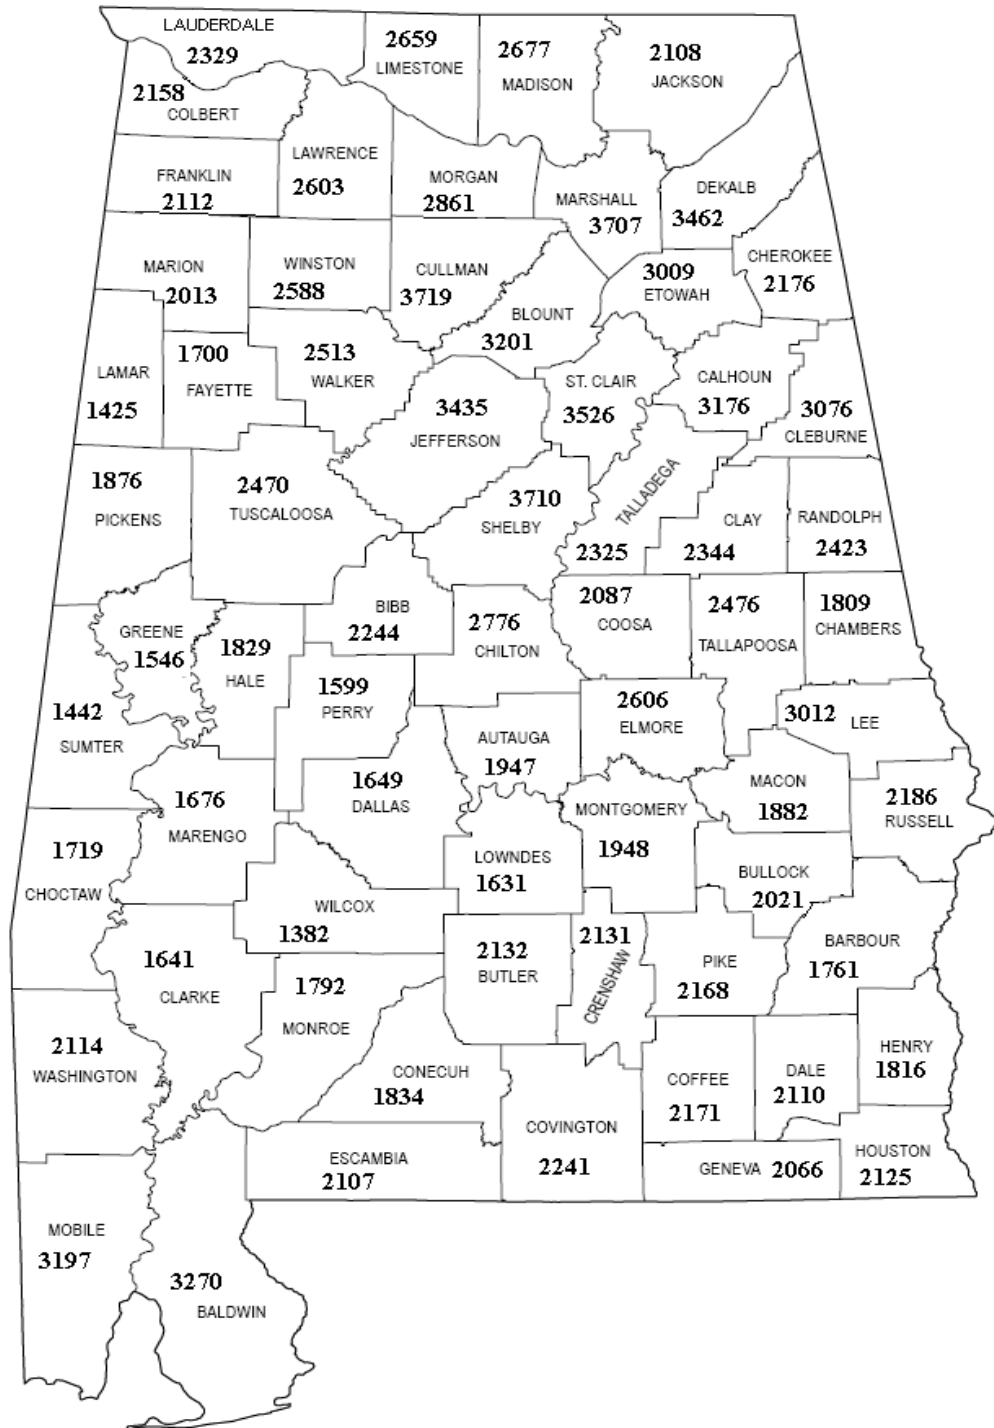 LAUDERDALE
2329
2659
LIMESTONE
2677
MADISON
2108
JACKSON
2158
COLBERT
LAWRENCE
2603
FRANKLIN
2112
MORGAN
2861
MARSHALL
3707
DEKALB
3462
CHEROKEE
2176
MARION
2013
WINSTON
2588
CULLMAN
3719
3009
ETOWAH
BLOUNT
3201
LAMAR
1425
1700
FAYETTE
2513
WALKER
3435
JEFFERSON
ST. CLAIR
3526
CALHOUN
3176
3076
CLEBURNE
1876
PICKENS
2470
TUSCALOOSA
3710
SHELBY
TALLADEGA
2325
CLAY
2344
RANDOLPH
2423
GREENE
1546
1829
HALE
BIBB
2244
2776
CHILTON
2087
COOSA
2476
TALLAPOOSA
1809
CHAMBERS
1442
SUMTER
1599
PERRY
AUTAUGA
1947
2606
ELMORE
3012 LEE
1676
MARENGO
1649
DALLAS
MACON
1882
2186
RUSSELL
1719
CHOCTAW
LOWNDES
1631
MONTGOMERY
1948
BULLOCK
2021
WILCOX
1382
1641
CLARKE
1792
MONROE
2132
BUTLER
2131
CRENSHAW
PIKE
2168
BARBOUR
1761
2114
WASHINGTON
CONECUH
1834
COVINGTON
2241
COFFEE
2171
DALE
2110
HENRY
1816
ESCAMBIA
2107
GENEVA 2066
HOUSTON
2125
MOBILE
3197
3270
BALDWIN